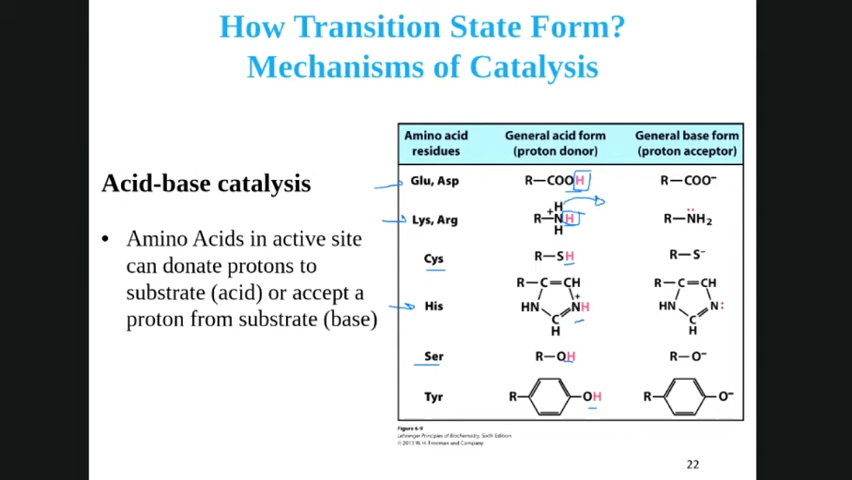 How Transition State Form?
Mechanisms of Catalysis
Acid-base catalysis
• Amino Acids in active site
can donate protons to
substrate (acid) or accept a
proton from substrate (base)
Amino acid residues General acid form (proton donor) General base form (proton acceptor)
Glu, Asp R—COOH R—COO⁻
Lys, Arg R—⁺NH H H R—N̈H₂
Cys R—SH R—S⁻
His R—C=CH HN ⁺NH C H R—C=CH HN N: C H
Ser R—OH R—O⁻
Tyr R— —OH R— —O⁻
Figure 6-9
Lehninger Principles of Biochemistry, Sixth Edition
© 2013 W. H. Freeman and Company
22